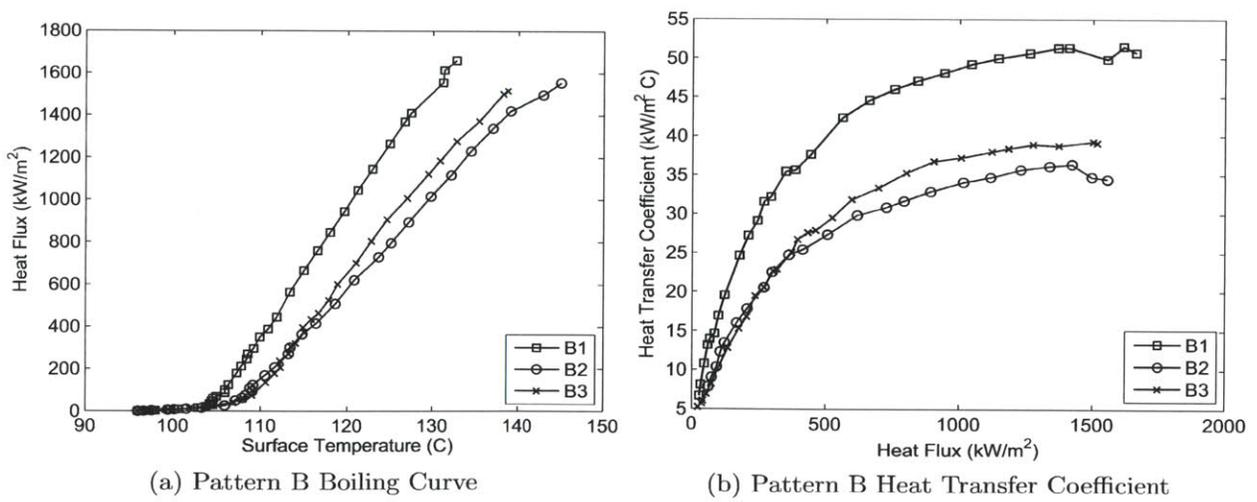 1800
1600
1400
1200
1000
800
600
400
200
0
Heat Flux (kW/m²)
90 100 110 120 130 140 150
Surface Temperature (C)
B1
B2
B3
(a) Pattern B Boiling Curve
55
50
45
40
35
30
25
20
15
10
5
Heat Transfer Coefficient (kW/m² C)
0 500 1000 1500 2000
Heat Flux (kW/m²)
B1
B2
B3
(b) Pattern B Heat Transfer Coefficient